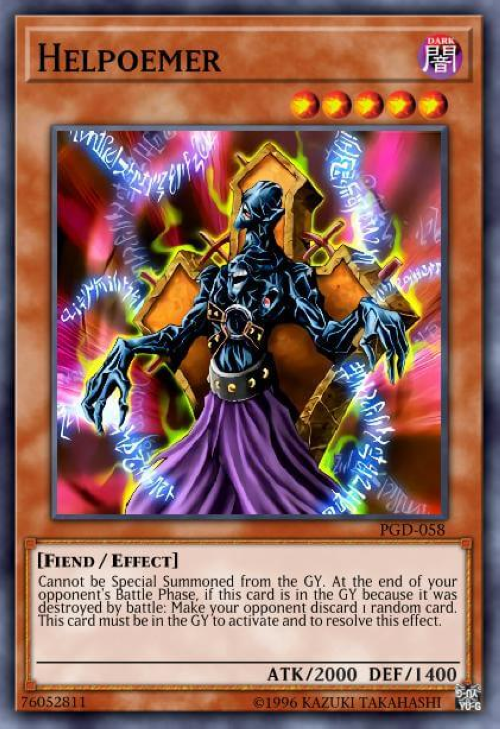 HELPOEMER
DARK
闇
PGD-058
[FIEND / EFFECT]
Cannot be Special Summoned from the GY. At the end of your
opponent's Battle Phase, if this card is in the GY because it was
destroyed by battle: Make your opponent discard 1 random card.
This card must be in the GY to activate and to resolve this effect.
ATK/2000 DEF/1400
76052811
©1996 KAZUKI TAKAHASHI